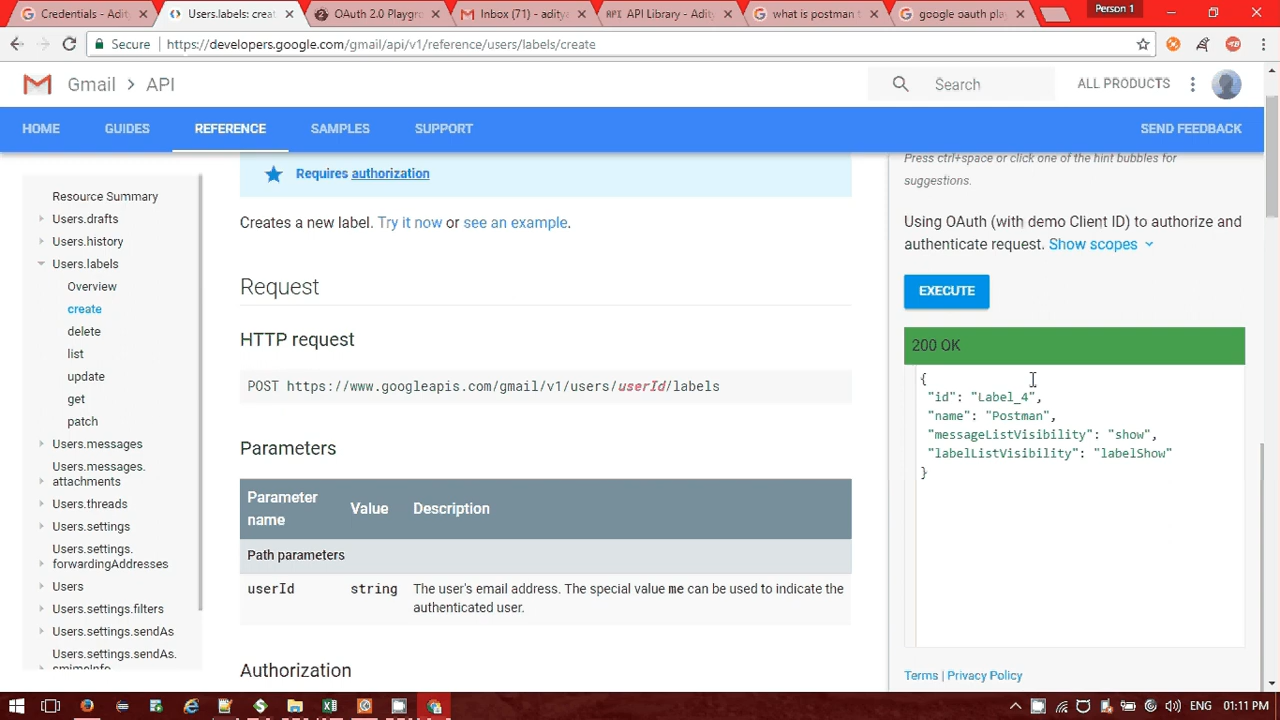 Credentials - Adity
Users.labels: crea
OAuth 2.0 Playgr
Inbox (71) - aditya
API Library - Adity
what is postman t
google oauth pla
Person 1
Secure
https://developers.google.com/gmail/api/v1/reference/users/labels/create
Gmail > API
Search
ALL PRODUCTS
HOME
GUIDES
REFERENCE
SAMPLES
SUPPORT
SEND FEEDBACK
Resource Summary
Users.drafts
Users.history
Users.labels
Overview
create
delete
list
update
get
patch
Users.messages
Users.messages.
attachments
Users.threads
Users.settings
Users.settings.
forwardingAddresses
Users
Users.settings.filters
Users.settings.sendAs
Users.settings.sendAs.
smimeInfo
Requires authorization
Creates a new label. Try it now or see an example.
Request
HTTP request
POST https://www.googleapis.com/gmail/v1/users/userId/labels
Parameters
Parameter
name
Value
Description
Path parameters
userId
string
The user's email address. The special value me can be used to indicate the
authenticated user.
Authorization
Press ctrl+space or click one of the hint bubbles for
suggestions.
Using OAuth (with demo Client ID) to authorize and
authenticate request. Show scopes
EXECUTE
200 OK
{
"id": "Label_4",
"name": "Postman",
"messageListVisibility": "show",
"labelListVisibility": "labelShow"
}
Terms | Privacy Policy
ENG
01:11 PM